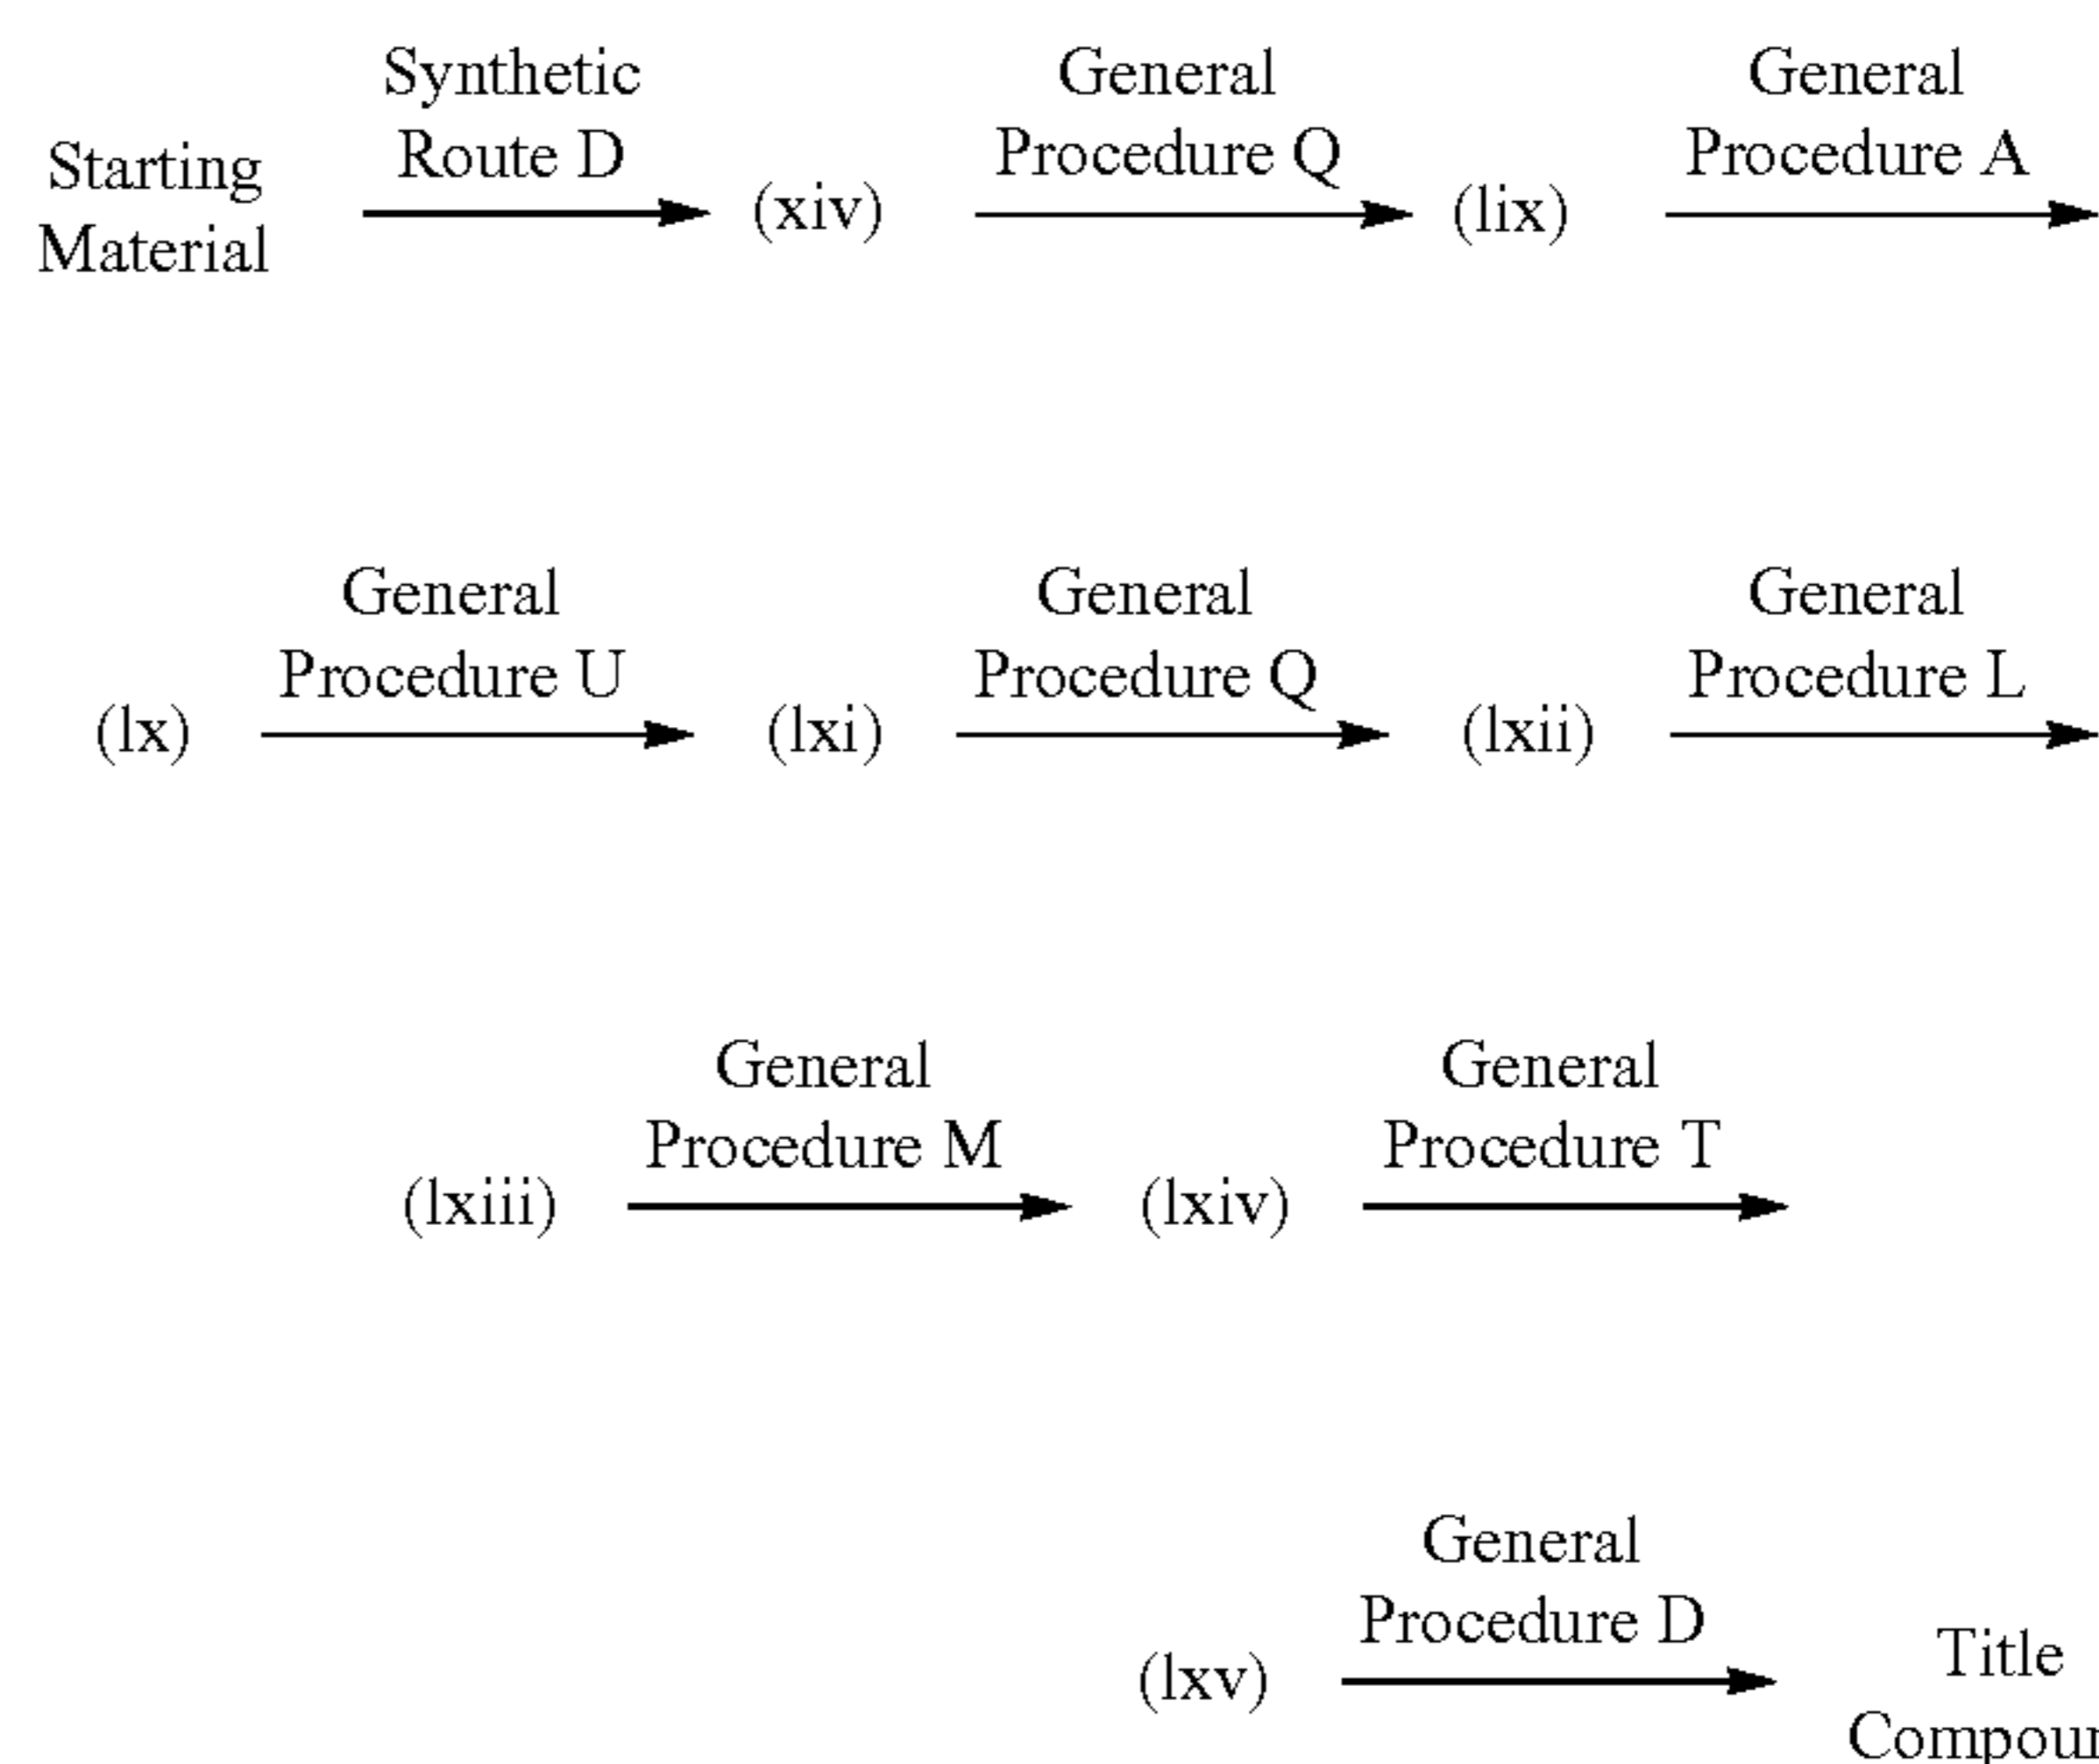 Starting
Material
Synthetic
Route D
(xiv)
General
Procedure Q
(lix)
General
Procedure A
(lx)
General
Procedure U
(lxi)
General
Procedure Q
(lxii)
General
Procedure L
(lxiii)
General
Procedure M
(lxiv)
General
Procedure T
(lxv)
General
Procedure D
Title